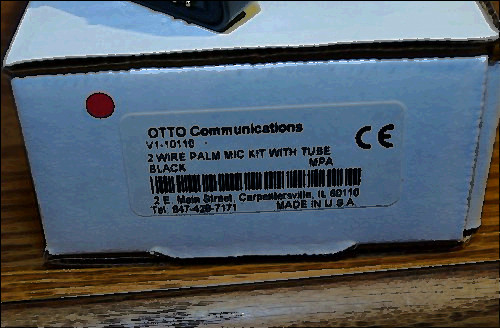 OTTO Communications
V1-10110
2 WIRE PALM MIC KIT WITH TUBE
BLACK MPA
2 E. Main Street, Carpentersville, IL 60110
Tel. 847-428-7171 MADE IN U S A
CE